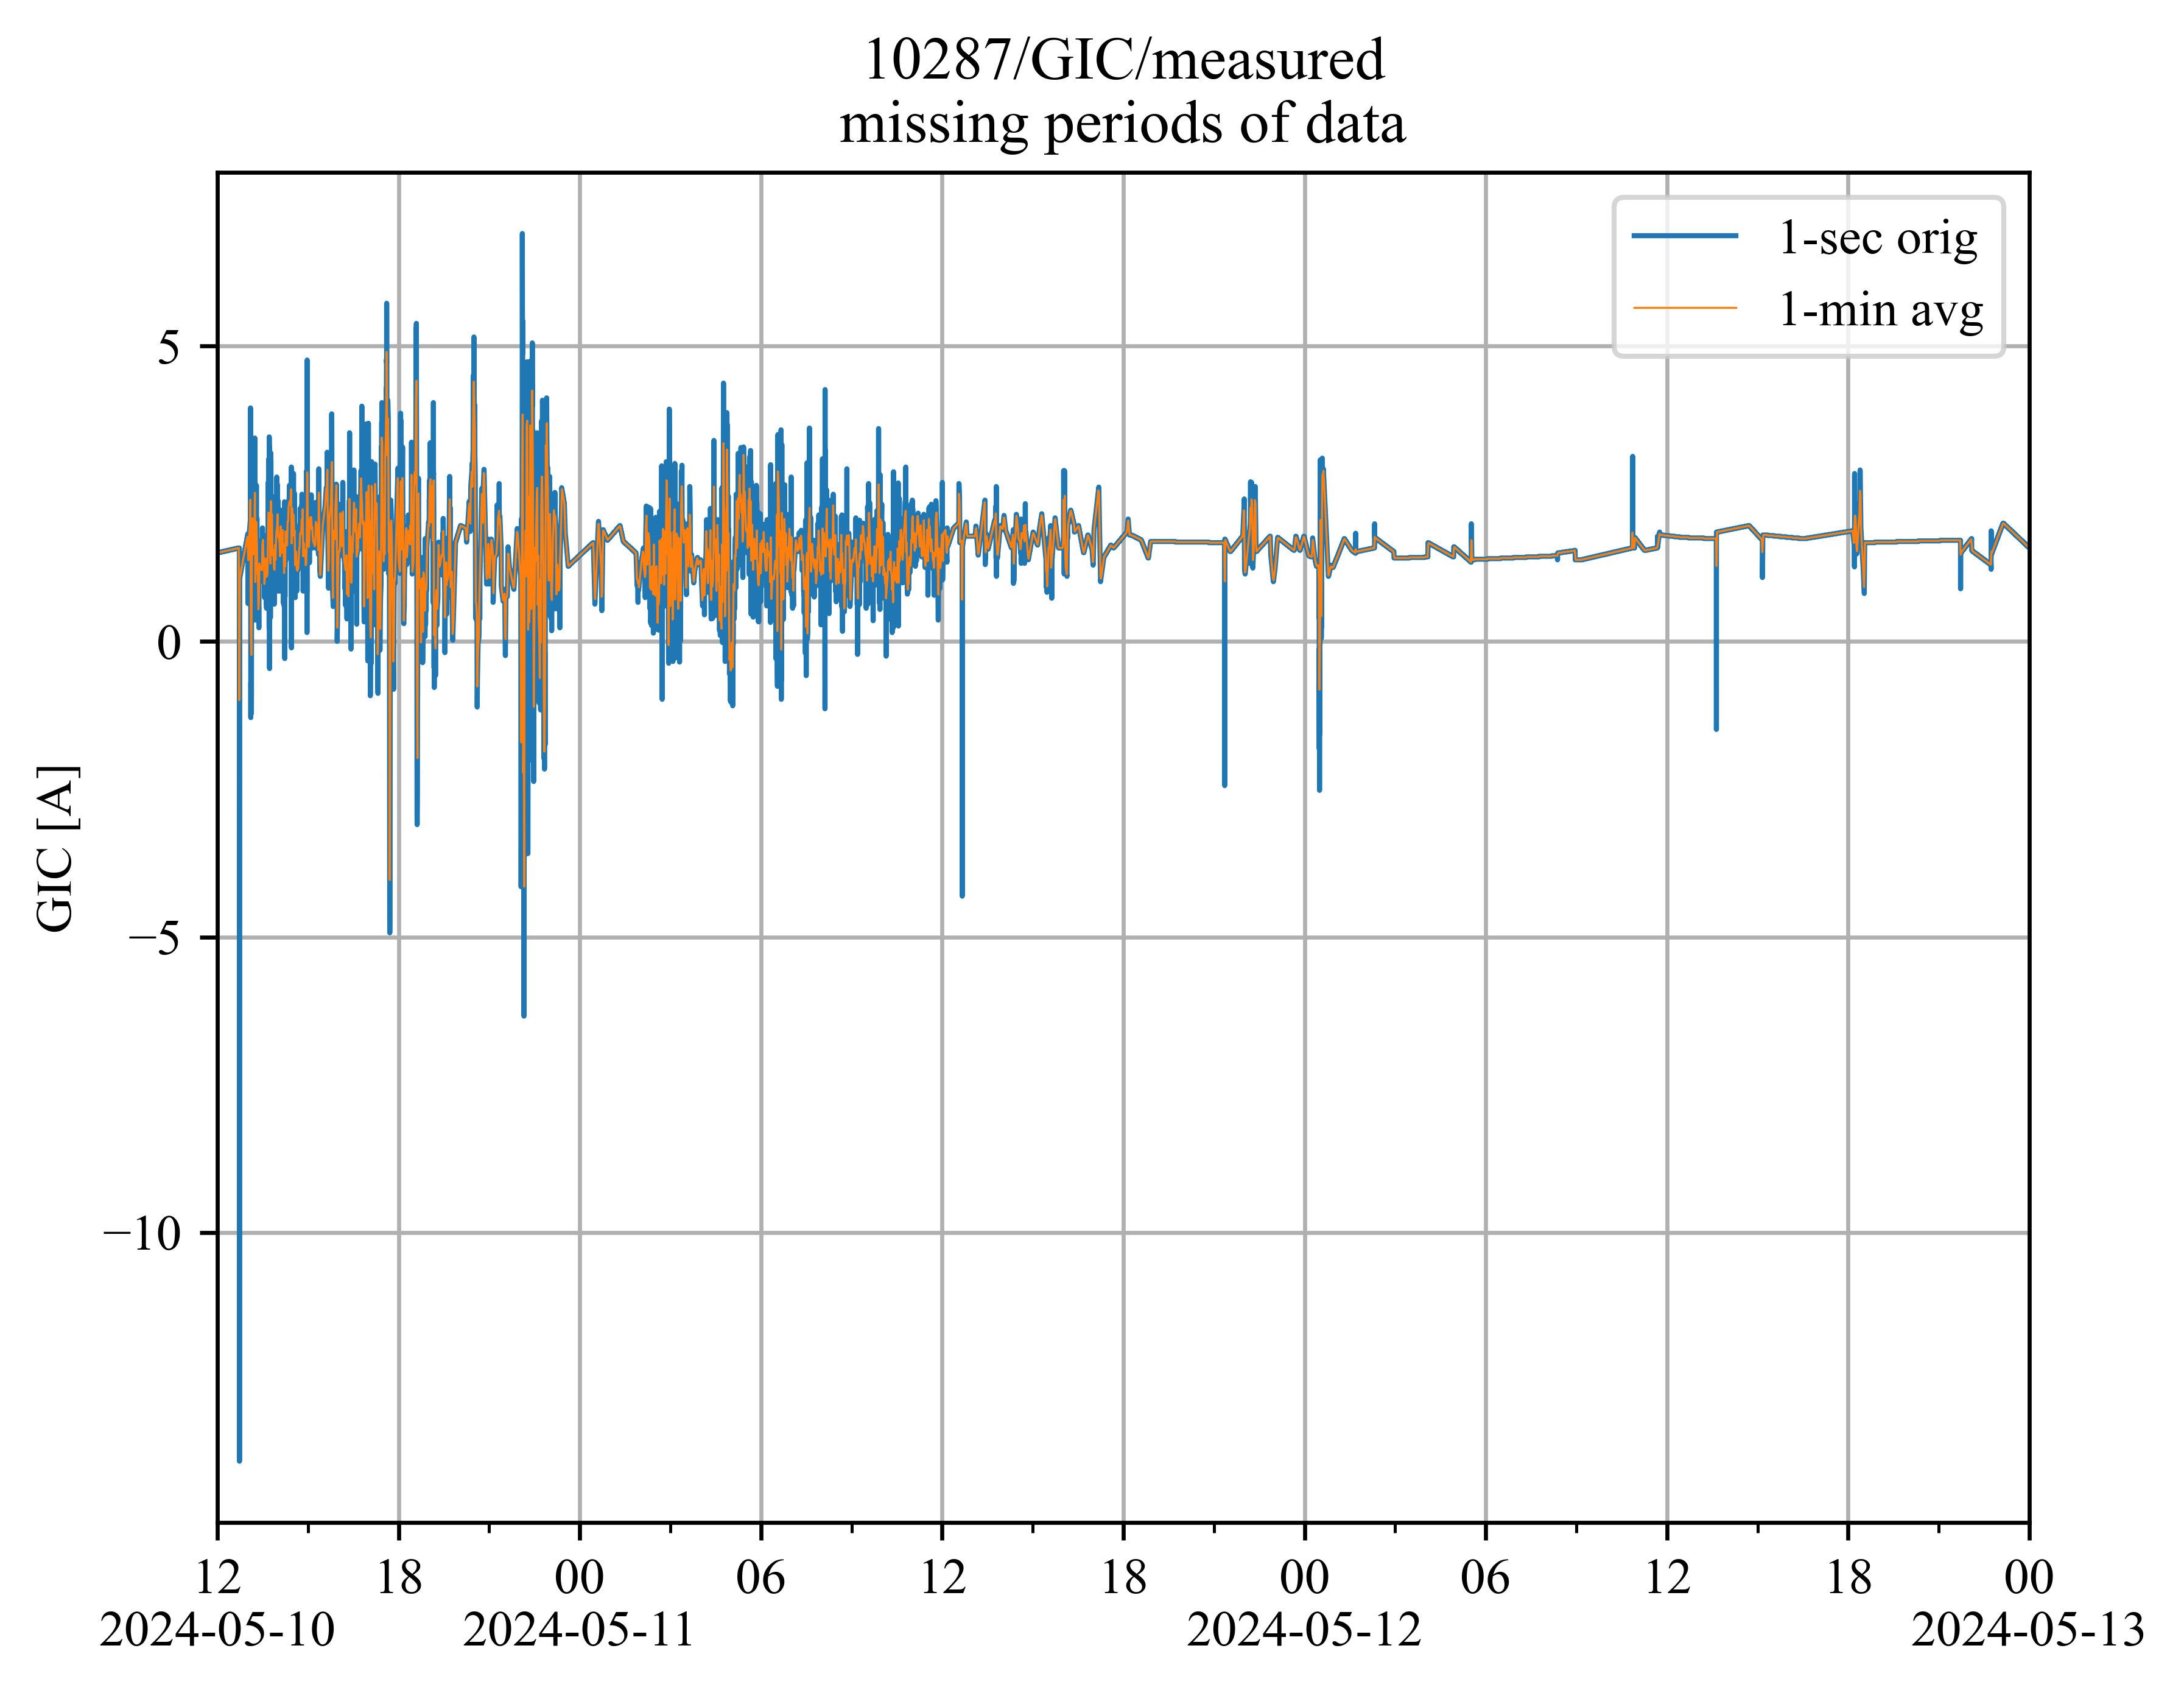 10287/GIC/measured
missing periods of data
1-sec orig
1-min avg
GIC [A]
5
0
−5
−10
12 18 00 06 12 18 00 06 12 18 00
2024-05-10 2024-05-11 2024-05-12 2024-05-13